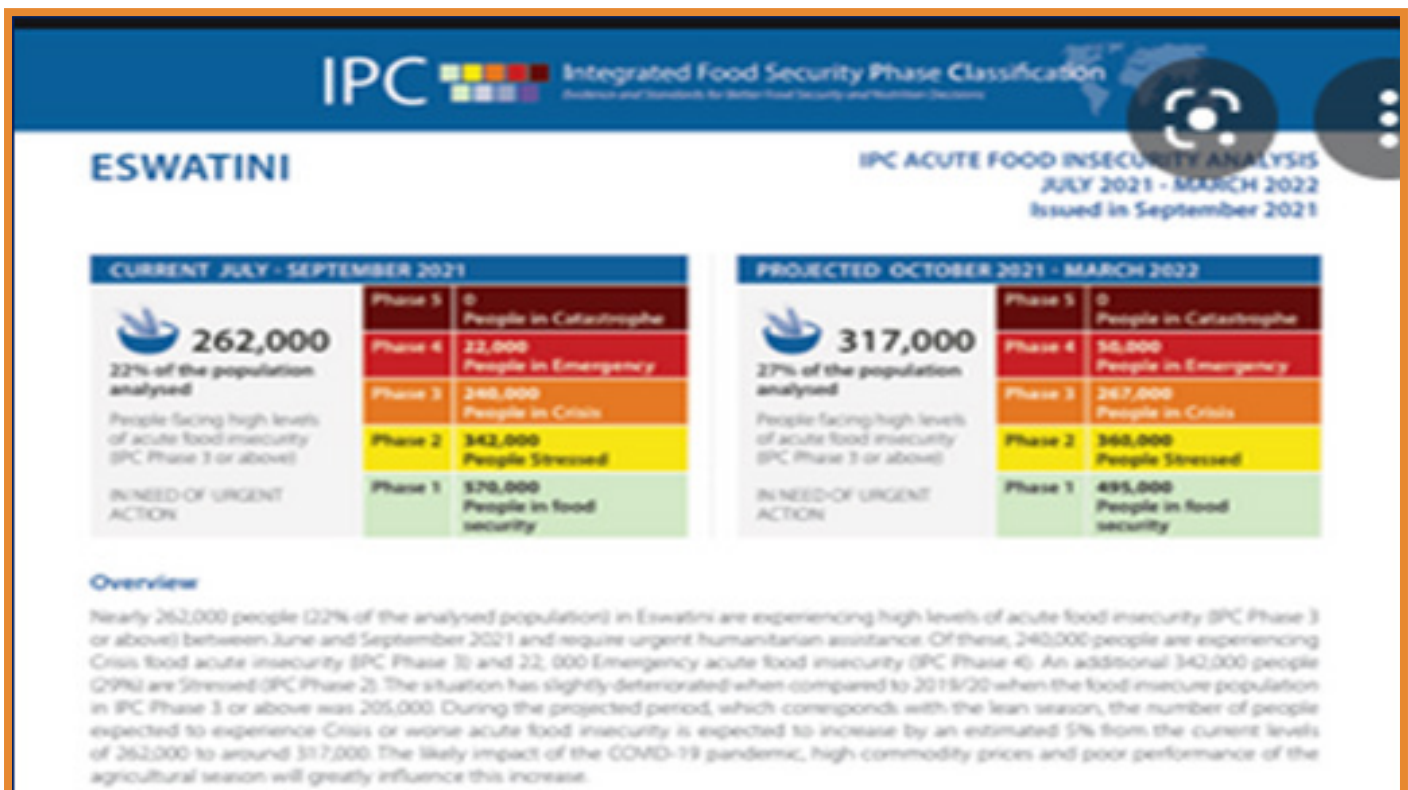 IPC Integrated Food Security Phase Classification
Evidence and Standards for Better Food Security and Nutrition Decisions
ESWATINI
IPC ACUTE FOOD INSECURITY ANALYSIS
JULY 2021 - MARCH 2022
Issued in September 2021
CURRENT JULY - SEPTEMBER 2021
262,000
22% of the population
analysed
People facing high levels
of acute food insecurity
(IPC Phase 3 or above)
IN NEED OF URGENT
ACTION
Phase 5 0
People in Catastrophe
Phase 4 22,000
People in Emergency
Phase 3 240,000
People in Crisis
Phase 2 342,000
People Stressed
Phase 1 570,000
People in food
security
PROJECTED OCTOBER 2021 - MARCH 2022
317,000
27% of the population
analysed
People facing high levels
of acute food insecurity
(IPC Phase 3 or above)
IN NEED OF URGENT
ACTION
Phase 5 0
People in Catastrophe
Phase 4 50,000
People in Emergency
Phase 3 267,000
People in Crisis
Phase 2 360,000
People Stressed
Phase 1 495,000
People in food
security
Overview
Nearly 262,000 people (22% of the analysed population) in Eswatini are experiencing high levels of acute food insecurity (IPC Phase 3
or above) between June and September 2021 and require urgent humanitarian assistance. Of these, 240,000 people are experiencing
Crisis food acute insecurity (IPC Phase 3) and 22, 000 Emergency acute food insecurity (IPC Phase 4). An additional 342,000 people
(29%) are Stressed (IPC Phase 2). The situation has slightly deteriorated when compared to 2019/20 when the food insecure population
in IPC Phase 3 or above was 205,000. During the projected period, which corresponds with the lean season, the number of people
expected to experience Crisis or worse acute food insecurity is expected to increase by an estimated 5% from the current levels
of 262,000 to around 317,000. The likely impact of the COVID-19 pandemic, high commodity prices and poor performance of the
agricultural season will greatly influence this increase.